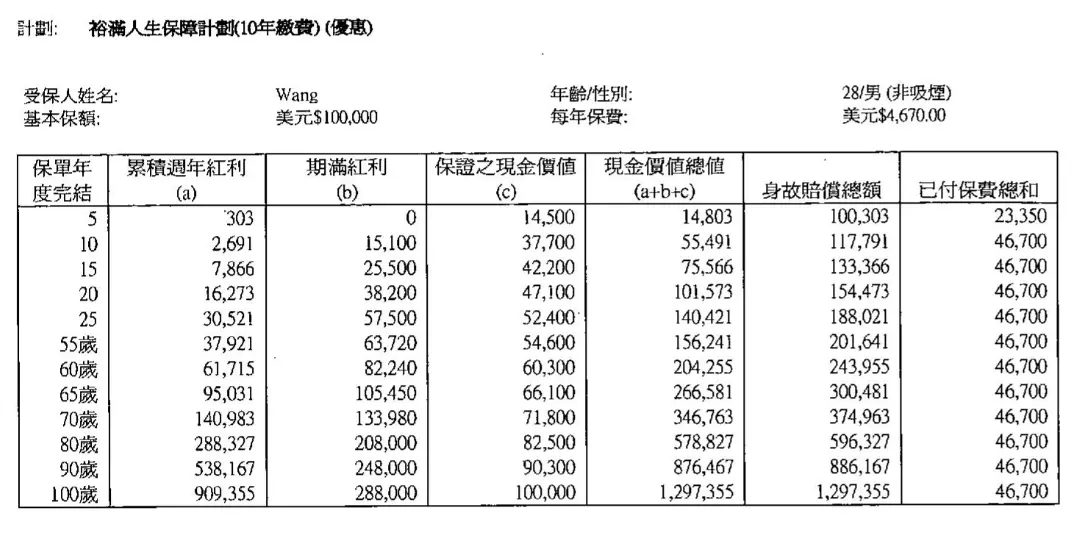 計劃: 裕滿人生保障計劃(10年繳費) (優惠)
受保人姓名: Wang 年齡/性別: 28/男 (非吸煙)
基本保額: 美元$100,000 每年保費: 美元$4,670.00
保單年度完結 累積週年紅利(a) 期滿紅利(b) 保證之現金價值(c) 現金價值總值(a+b+c) 身故賠償總額 已付保費總和
5 303 0 14,500 14,803 100,303 23,350
10 2,691 15,100 37,700 55,491 117,791 46,700
15 7,866 25,500 42,200 75,566 133,366 46,700
20 16,273 38,200 47,100 101,573 154,473 46,700
25 30,521 57,500 52,400 140,421 188,021 46,700
55歲 37,921 63,720 54,600 156,241 201,641 46,700
60歲 61,715 82,240 60,300 204,255 243,955 46,700
65歲 95,031 105,450 66,100 266,581 300,481 46,700
70歲 140,983 133,980 71,800 346,763 374,963 46,700
80歲 288,327 208,000 82,500 578,827 596,327 46,700
90歲 538,167 248,000 90,300 876,467 886,167 46,700
100歲 909,355 288,000 100,000 1,297,355 1,297,355 46,700